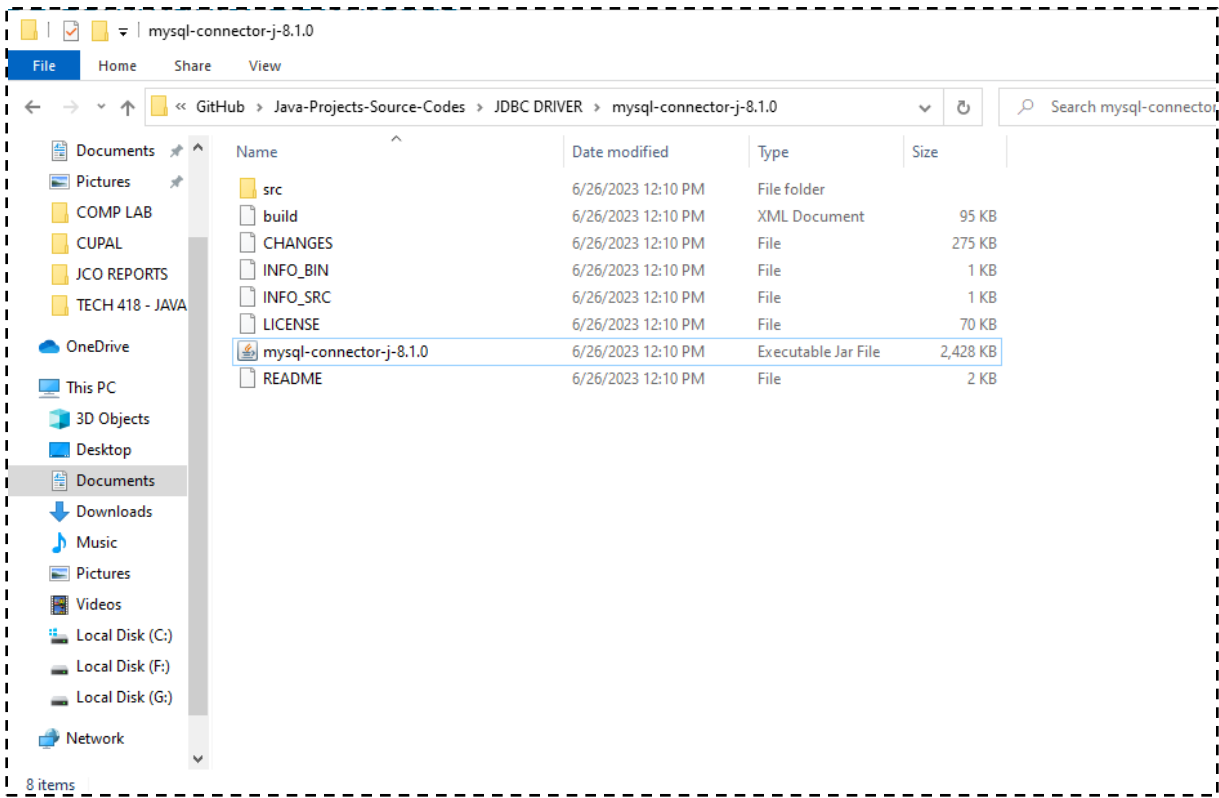 mysql-connector-j-8.1.0
File Home Share View
« GitHub > Java-Projects-Source-Codes > JDBC DRIVER > mysql-connector-j-8.1.0
Search mysql-connector
Documents
Pictures
COMP LAB
CUPAL
JCO REPORTS
TECH 418 - JAVA
OneDrive
This PC
3D Objects
Desktop
Documents
Downloads
Music
Pictures
Videos
Local Disk (C:)
Local Disk (F:)
Local Disk (G:)
Network
Name Date modified Type Size
src 6/26/2023 12:10 PM File folder
build 6/26/2023 12:10 PM XML Document 95 KB
CHANGES 6/26/2023 12:10 PM File 275 KB
INFO_BIN 6/26/2023 12:10 PM File 1 KB
INFO_SRC 6/26/2023 12:10 PM File 1 KB
LICENSE 6/26/2023 12:10 PM File 70 KB
mysql-connector-j-8.1.0 6/26/2023 12:10 PM Executable Jar File 2,428 KB
README 6/26/2023 12:10 PM File 2 KB
8 items